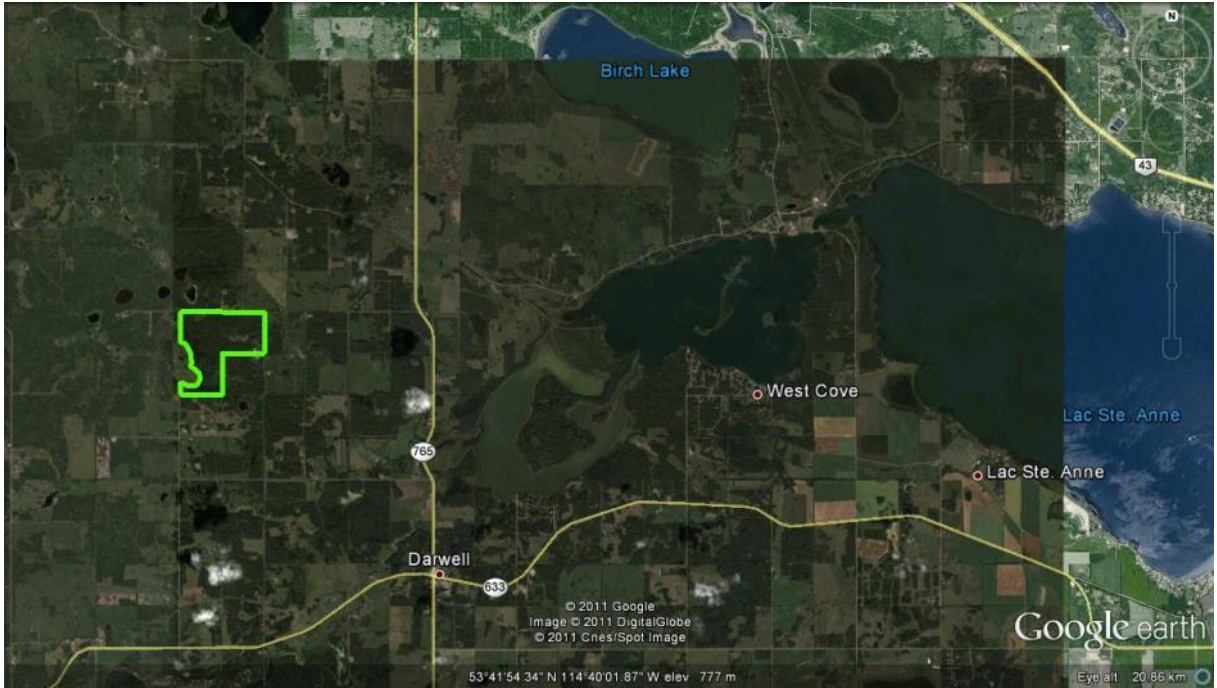 N
Birch Lake
43
West Cove
Lac Ste. Anne
765
Lac Ste. Anne
Darwell
633
© 2011 Google
Image © 2011 DigitalGlobe
© 2011 Cnes/Spot Image
Google earth
53°41'54.34" N 114°40'01.87" W elev 777 m
Eye alt 20.86 km